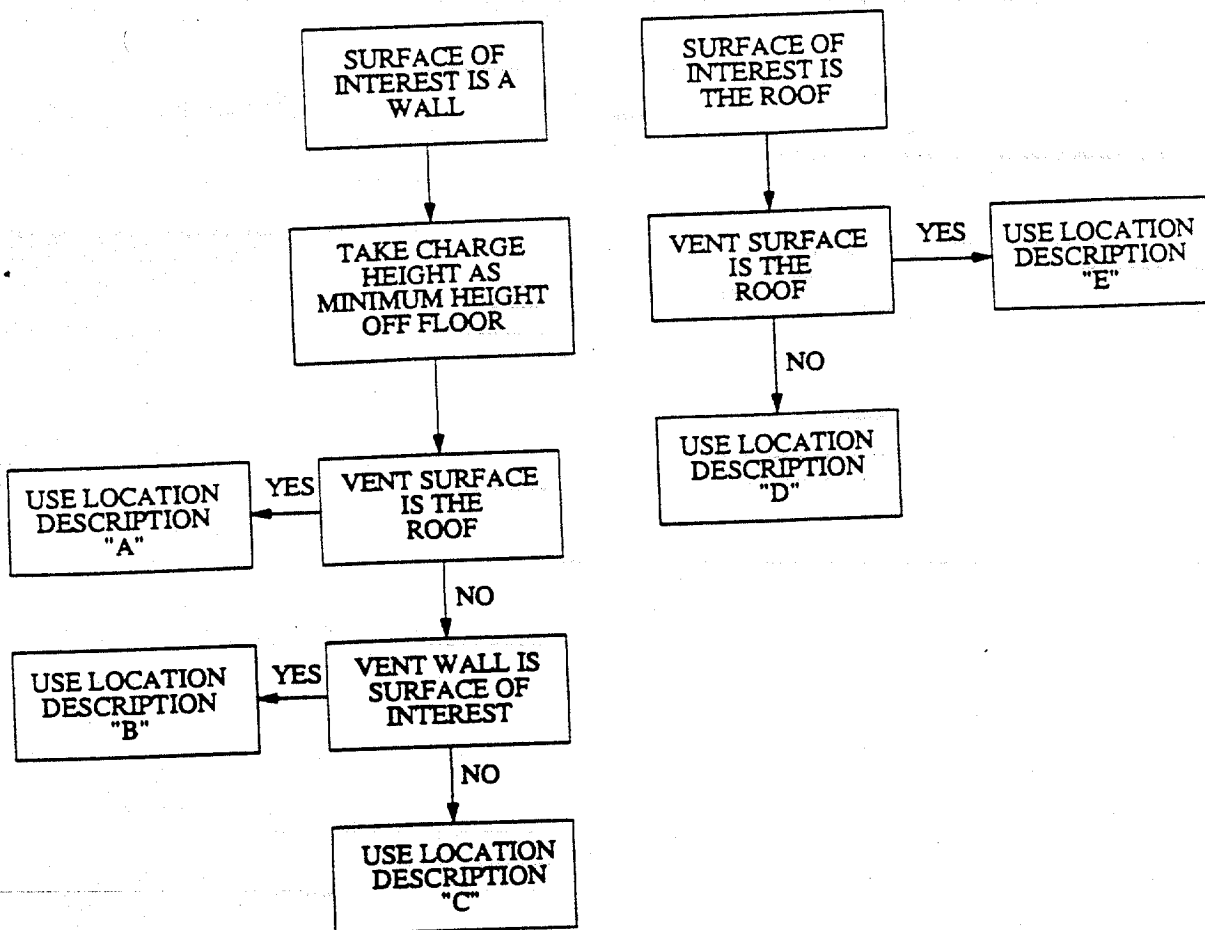 SURFACE OF
INTEREST IS A
WALL
TAKE CHARGE
HEIGHT AS
MINIMUM HEIGHT
OFF FLOOR
VENT SURFACE
IS THE
ROOF
YES
USE LOCATION
DESCRIPTION
"A"
NO
VENT WALL IS
SURFACE OF
INTEREST
YES
USE LOCATION
DESCRIPTION
"B"
NO
USE LOCATION
DESCRIPTION
"C"
SURFACE OF
INTEREST IS
THE ROOF
VENT SURFACE
IS THE
ROOF
YES
USE LOCATION
DESCRIPTION
"E"
NO
USE LOCATION
DESCRIPTION
"D"